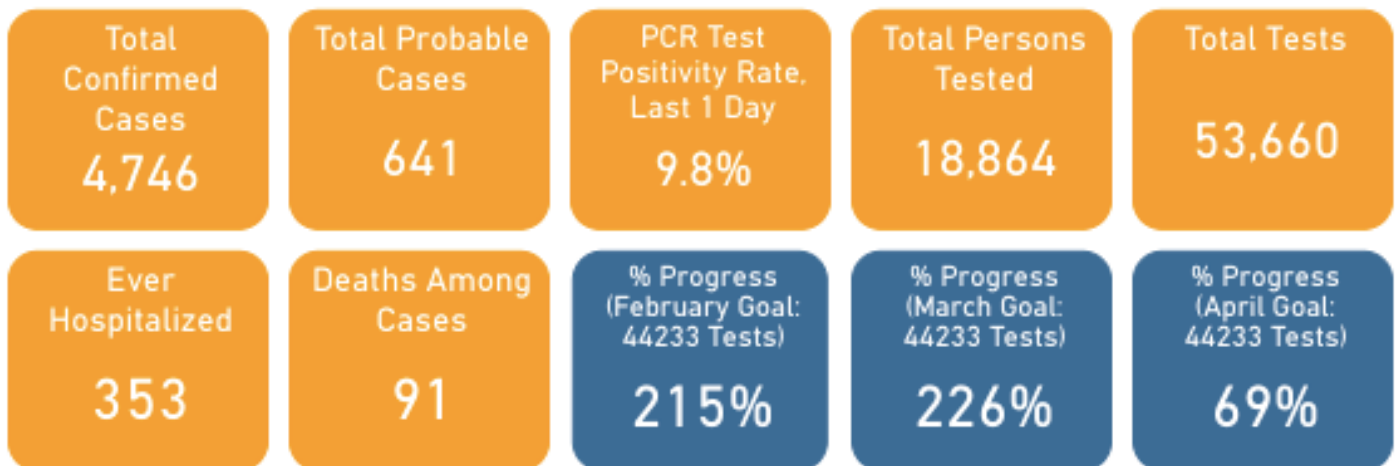 Total
Confirmed
Cases
4,746
Total Probable
Cases
641
PCR Test
Positivity Rate,
Last 1 Day
9.8%
Total Persons
Tested
18,864
Total Tests
53,660
Ever
Hospitalized
353
Deaths Among
Cases
91
% Progress
(February Goal:
44233 Tests)
215%
% Progress
(March Goal:
44233 Tests)
226%
% Progress
(April Goal:
44233 Tests)
69%